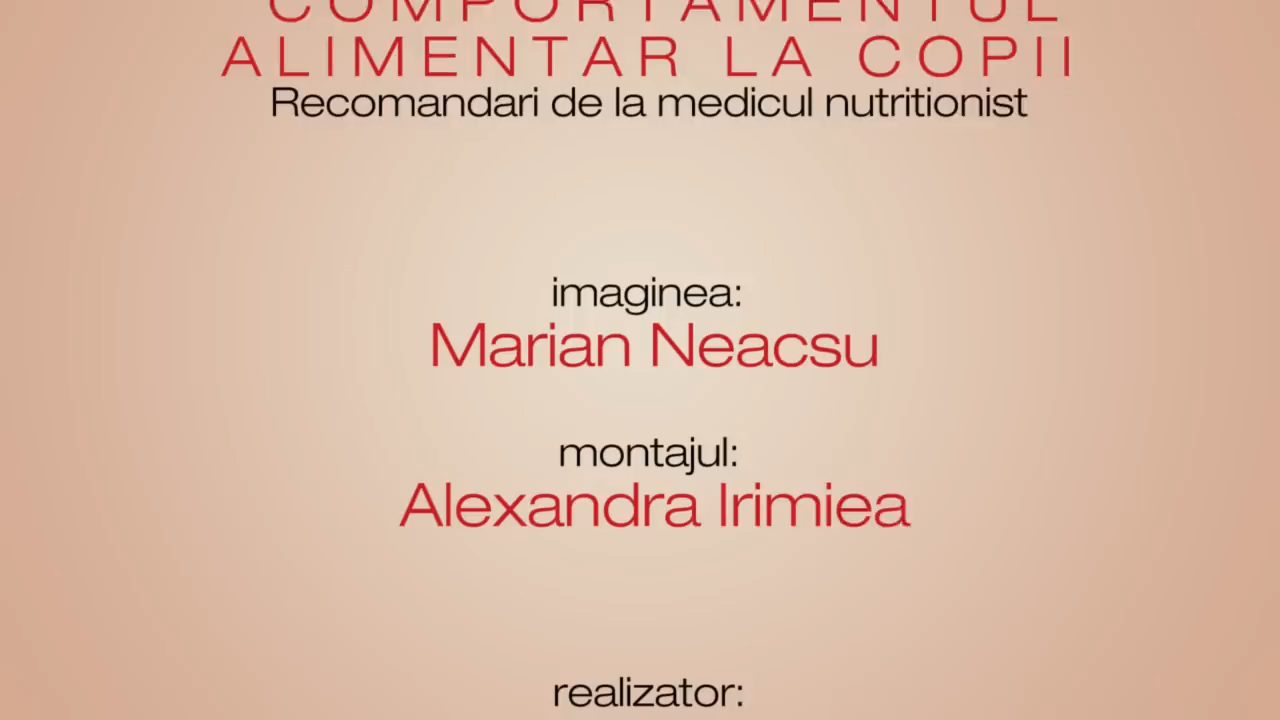 COMPORTAMENTUL
ALIMENTAR LA COPII
Recomandari de la medicul nutritionist
imaginea:
Marian Neacsu
montajul:
Alexandra Irimiea
realizator: